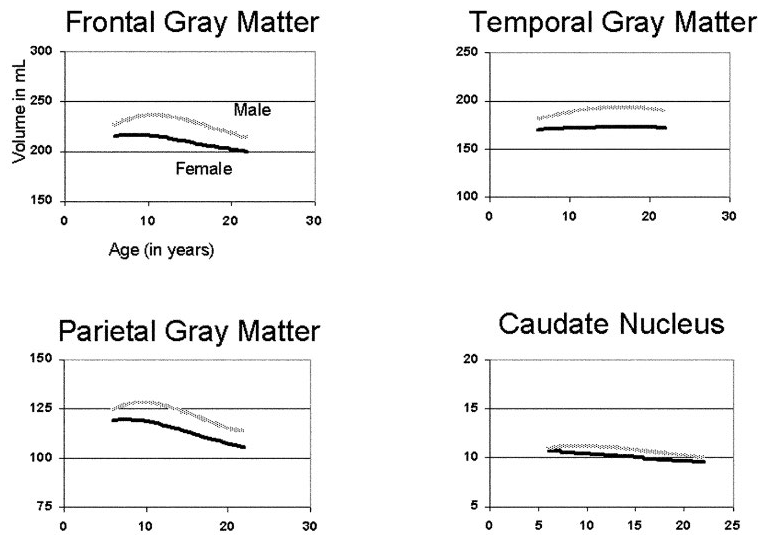 Frontal Gray Matter
300
250
200
150
Volume in mL
Male
Female
0 10 20 30
Age (in years)
Temporal Gray Matter
250
200
150
100
0 10 20 30
Parietal Gray Matter
150
125
100
75
0 10 20 30
Caudate Nucleus
20
15
10
5
0 5 10 15 20 25